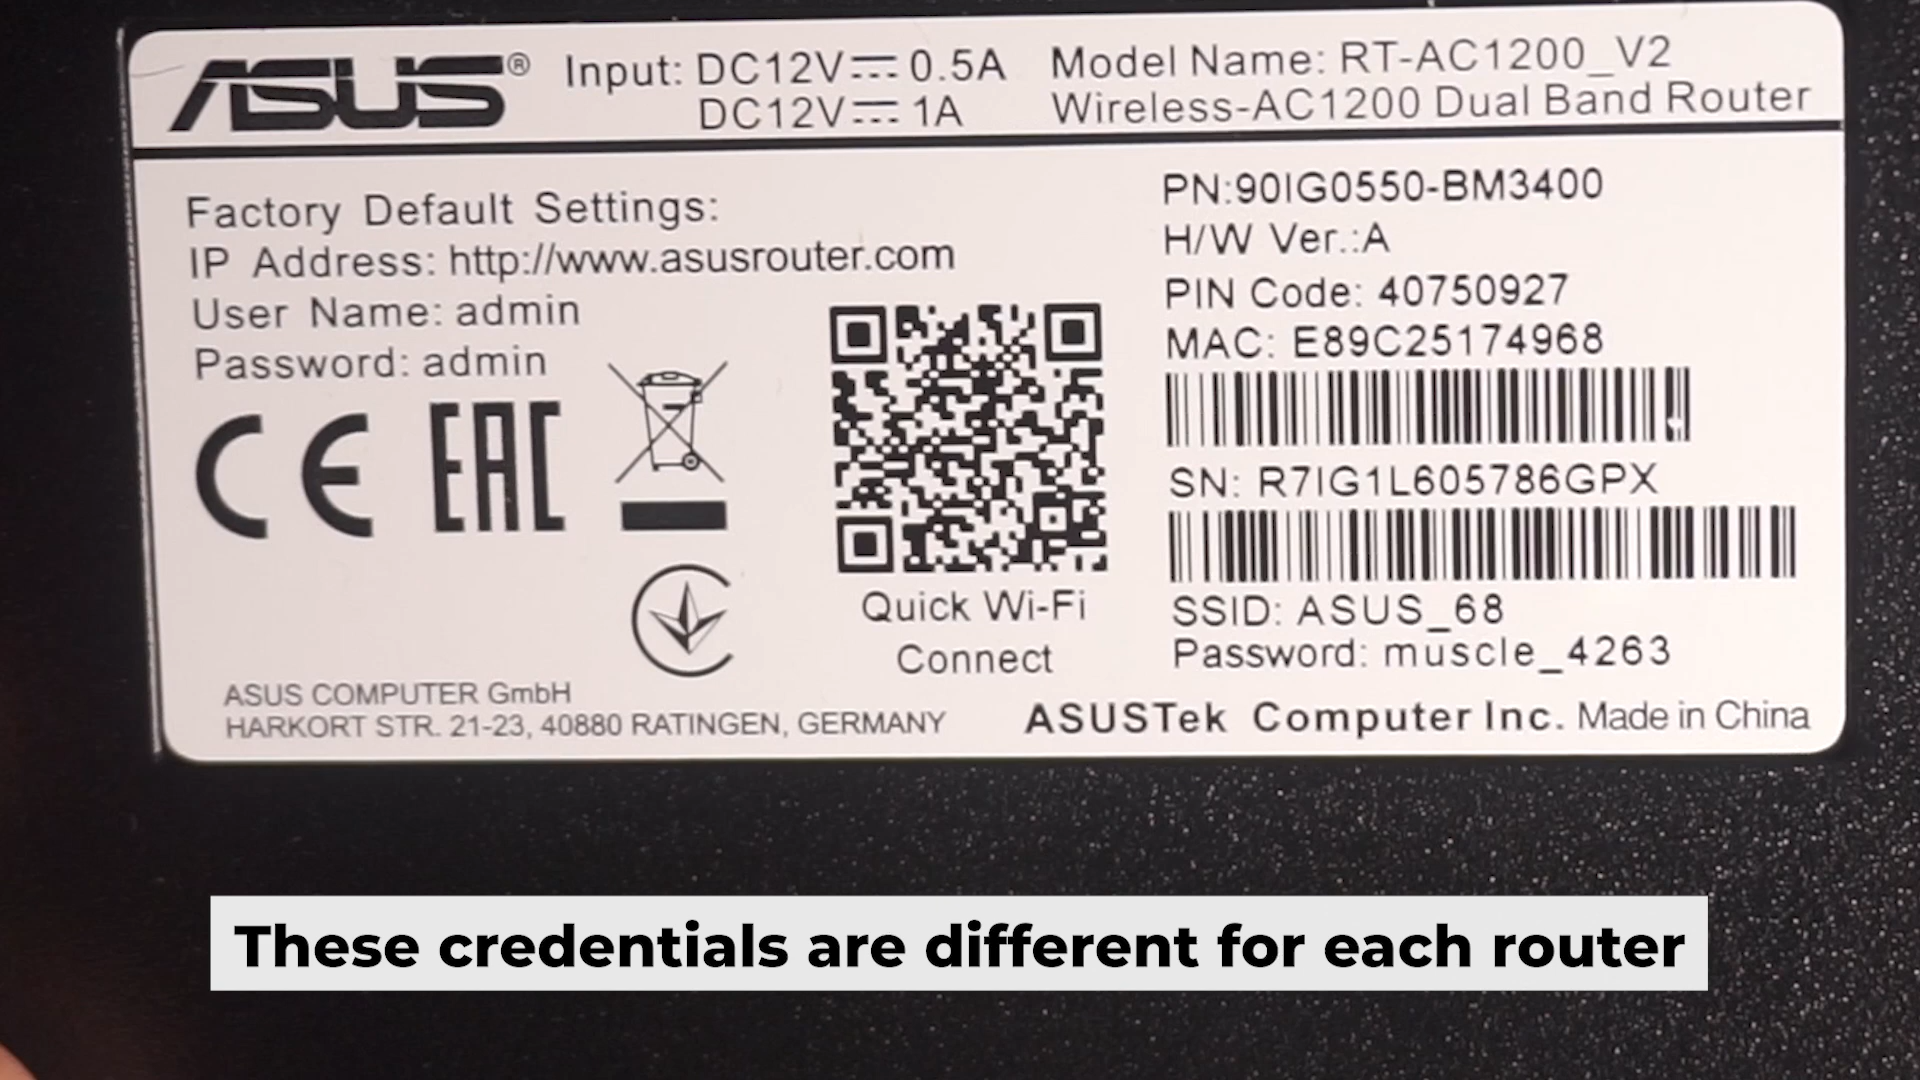 ASUS® Input: DC12V⎓0.5A
DC12V⎓1A
Model Name: RT-AC1200_V2
Wireless-AC1200 Dual Band Router
Factory Default Settings:
IP Address: http://www.asusrouter.com
User Name: admin
Password: admin
CE EAC
Quick Wi-Fi
Connect
PN:90IG0550-BM3400
H/W Ver.:A
PIN Code: 40750927
MAC: E89C25174968
SN: R7IG1L605786GPX
SSID: ASUS_68
Password: muscle_4263
ASUS COMPUTER GmbH
HARKORT STR. 21-23, 40880 RATINGEN, GERMANY
ASUSTek Computer Inc. Made in China
These credentials are different for each router